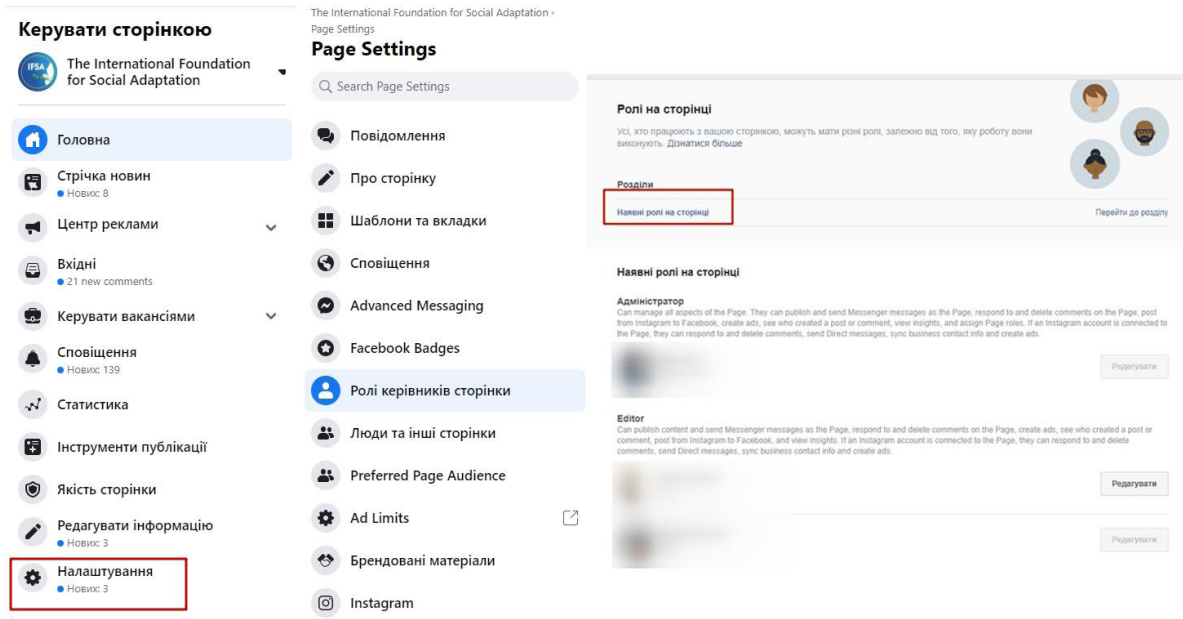 Керувати сторінкою
IFSA
The International Foundation
for Social Adaptation
Головна
Стрічка новин
Нових: 8
Центр реклами
Вхідні
21 new comments
Керувати вакансіями
Сповіщення
Нових: 139
Статистика
Інструменти публікації
Якість сторінки
Редагувати інформацію
Нових: 3
Налаштування
Нових: 3
The International Foundation for Social Adaptation ›
Page Settings
Page Settings
Search Page Settings
Повідомлення
Про сторінку
Шаблони та вкладки
Сповіщення
Advanced Messaging
Facebook Badges
Ролі керівників сторінки
Люди та інші сторінки
Preferred Page Audience
Ad Limits
Брендовані матеріали
Instagram
Ролі на сторінці
Усі, хто працюють з вашою сторінкою, можуть мати різні ролі, залежно від того, яку роботу вони
виконують. Дізнатися більше
Розділи
Наявні ролі на сторінці
Перейти до розділу
Наявні ролі на сторінці
Адміністратор
Can manage all aspects of the Page. They can publish and send Messenger messages as the Page, respond to and delete comments on the Page, post
from Instagram to Facebook, create ads, see who created a post or comment, view insights, and assign Page roles. If an Instagram account is connected to
the Page, they can respond to and delete comments, send Direct messages, sync business contact info and create ads.
Редагувати
Editor
Can publish content and send Messenger messages as the Page, respond to and delete comments on the Page, create ads, see who created a post or
comment, post from Instagram to Facebook, and view insights. If an Instagram account is connected to the Page, they can respond to and delete
comments, send Direct messages, sync business contact info and create ads.
Редагувати
Редагувати